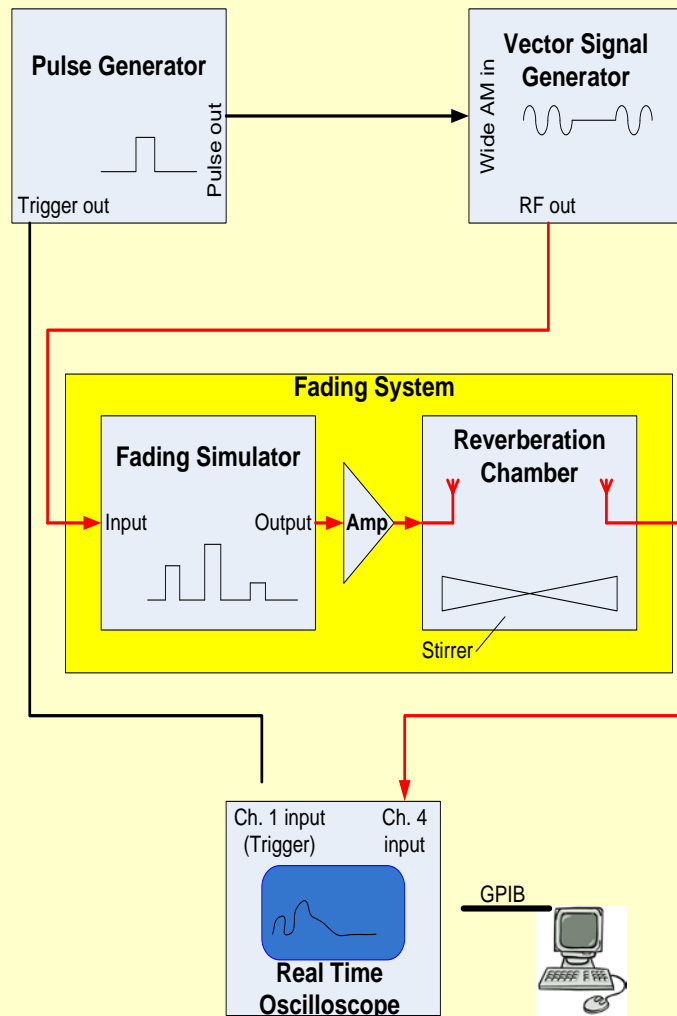 Pulse Generator
Pulse out
Trigger out
Vector Signal
Generator
Wide AM in
RF out
Fading System
Fading Simulator
Input
Output
Amp
Reverberation
Chamber
Stirrer
Ch. 1 input
(Trigger)
Ch. 4
input
Real Time
Oscilloscope
GPIB